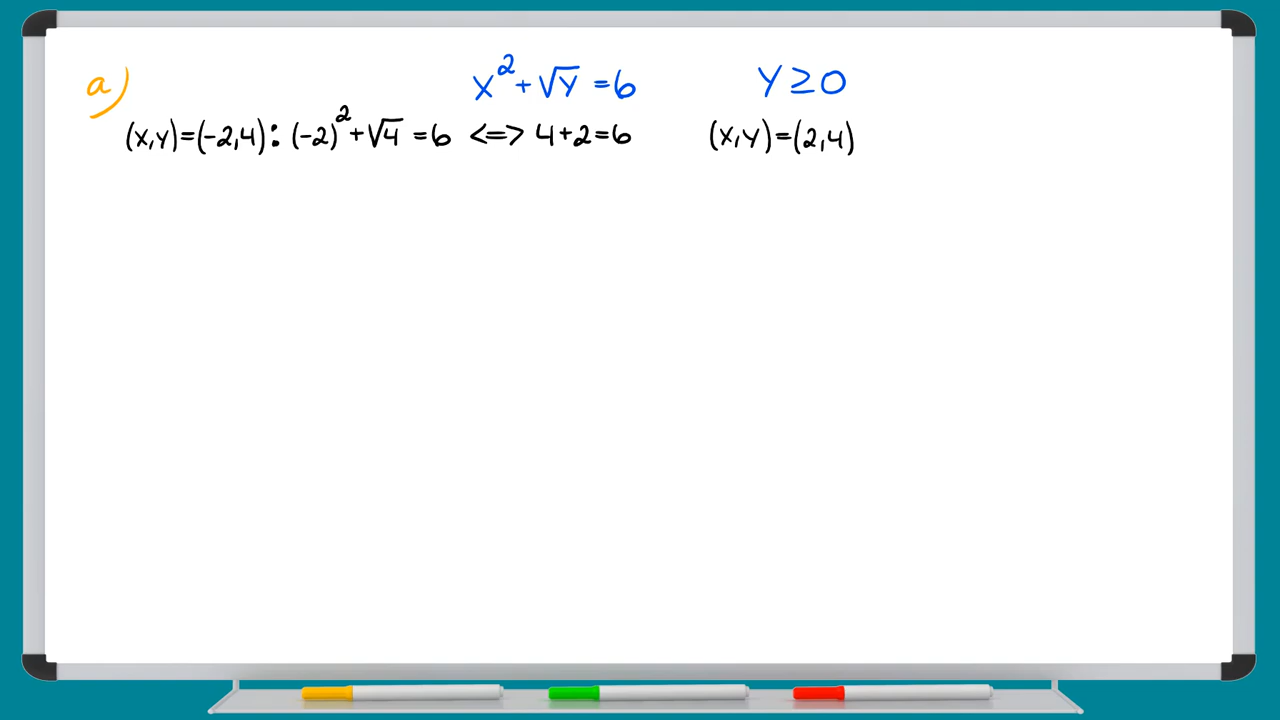 a) x² + √y = 6 y ≥ 0
(x,y) = (-2,4) : (-2)² + √4 = 6 <=> 4+2=6 (x,y) = (2,4)